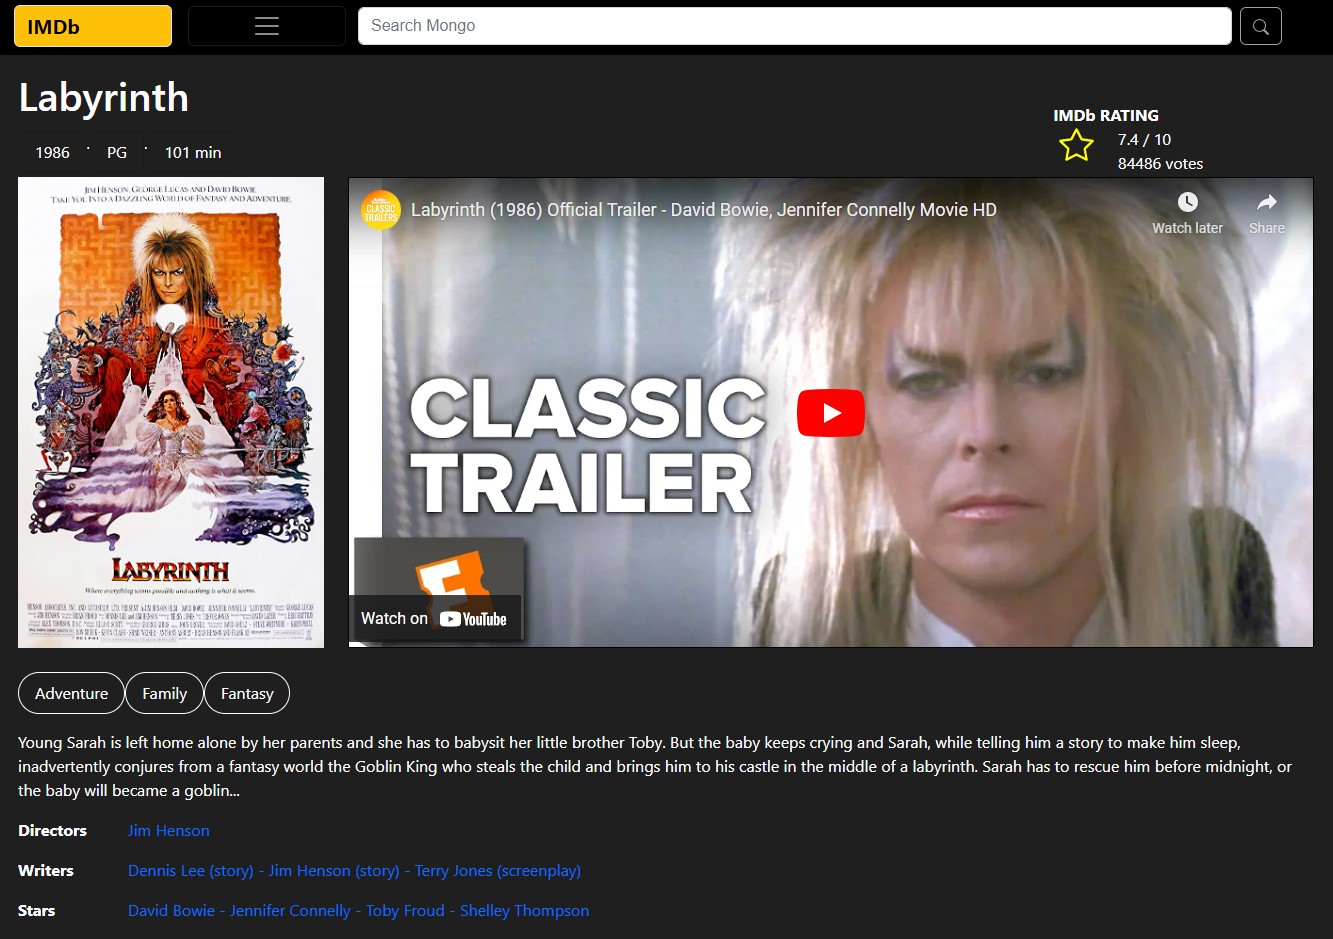 IMDb
Search Mongo
Labyrinth
1986 · PG · 101 min
IMDb RATING
7.4 / 10
84486 votes
JIM HENSON, GEORGE LUCAS AND DAVID BOWIE
TAKE YOU INTO A DAZZLING WORLD OF FANTASY AND ADVENTURE.
LABYRINTH
Where everything seems possible and nothing is what it seems.
CLASSIC TRAILERS
Labyrinth (1986) Official Trailer - David Bowie, Jennifer Connelly Movie HD
Watch later
Share
CLASSIC
TRAILER
Watch on YouTube
Adventure
Family
Fantasy
Young Sarah is left home alone by her parents and she has to babysit her little brother Toby. But the baby keeps crying and Sarah, while telling him a story to make him sleep,
inadvertently conjures from a fantasy world the Goblin King who steals the child and brings him to his castle in the middle of a labyrinth. Sarah has to rescue him before midnight, or
the baby will became a goblin...
Directors Jim Henson
Writers Dennis Lee (story) - Jim Henson (story) - Terry Jones (screenplay)
Stars David Bowie - Jennifer Connelly - Toby Froud - Shelley Thompson